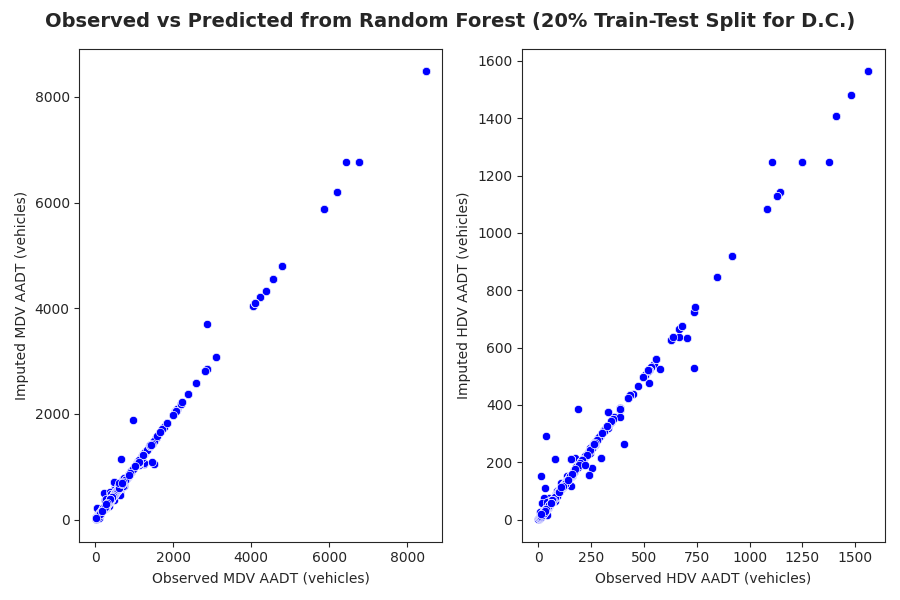 Observed vs Predicted from Random Forest (20% Train-Test Split for D.C.)
Imputed MDV AADT (vehicles)
8000
6000
4000
2000
0
0 2000 4000 6000 8000
Observed MDV AADT (vehicles)
Imputed HDV AADT (vehicles)
1600
1400
1200
1000
800
600
400
200
0
0 250 500 750 1000 1250 1500
Observed HDV AADT (vehicles)